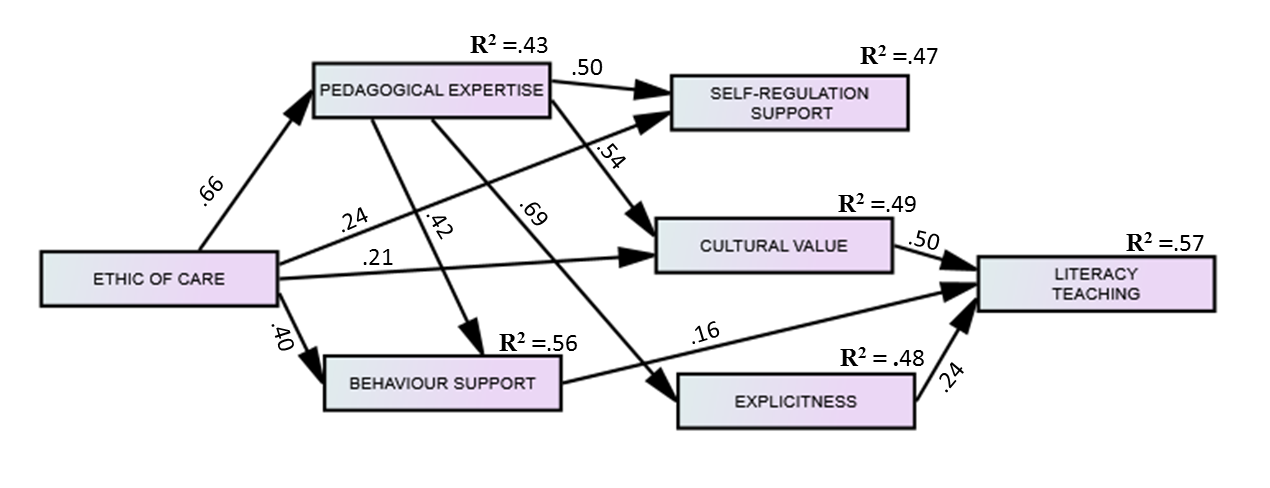 R² =.43
R² =.47
PEDAGOGICAL EXPERTISE
.50
SELF-REGULATION
SUPPORT
.54
.66
.24
.42
.69
R² =.49
CULTURAL VALUE
.50
R² =.57
.21
ETHIC OF CARE
LITERACY
TEACHING
.40
R² =.56
.16
BEHAVIOUR SUPPORT
R² = .48
EXPLICITNESS
.24